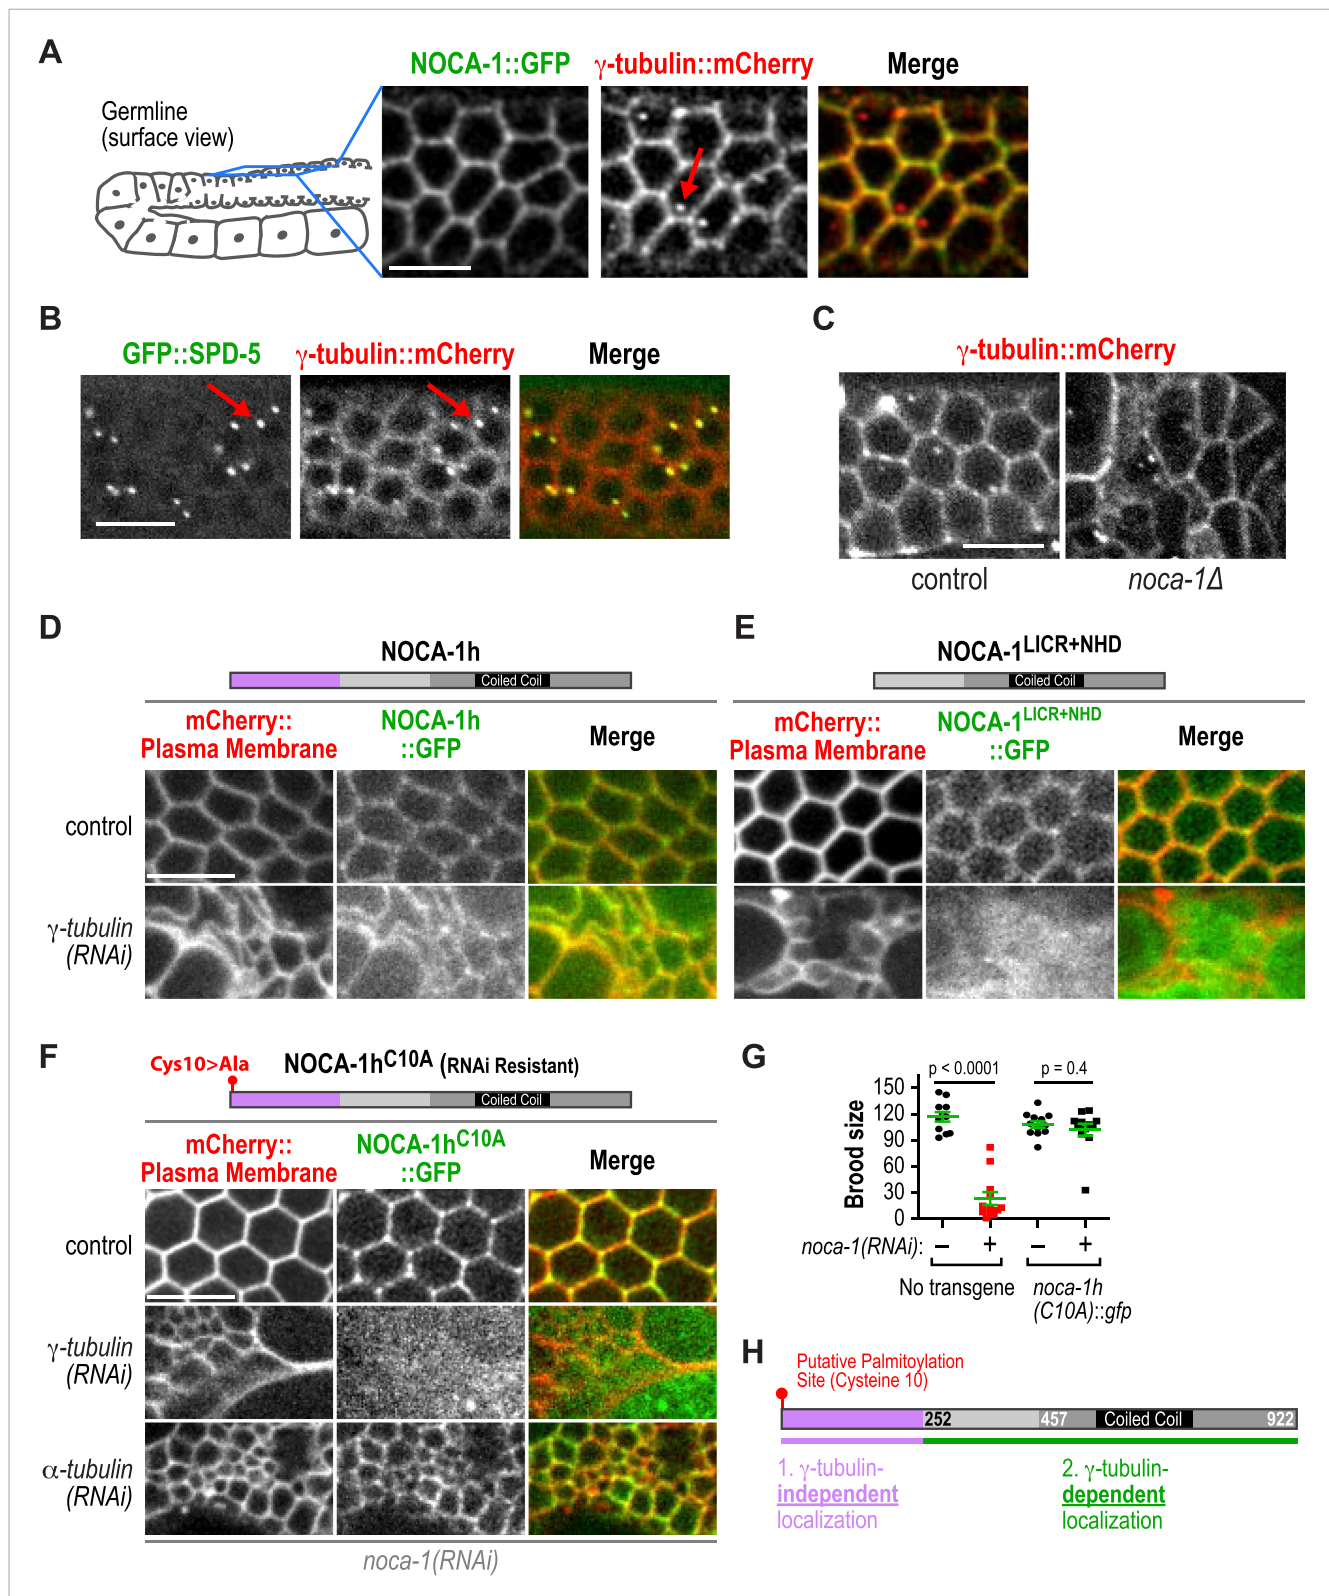 A
NOCA-1::GFP
γ-tubulin::mCherry
Merge
Germline
(surface view)
B
GFP::SPD-5
γ-tubulin::mCherry
Merge
C
γ-tubulin::mCherry
control
noca-1Δ
D
NOCA-1h
Coiled Coil
mCherry::
Plasma Membrane
NOCA-1h
::GFP
Merge
control
γ-tubulin
(RNAi)
E
NOCA-1LICR+NHD
Coiled Coil
mCherry::
Plasma Membrane
NOCA-1LICR+NHD
::GFP
Merge
F
Cys10>Ala
NOCA-1hC10A (RNAi Resistant)
Coiled Coil
mCherry::
Plasma Membrane
NOCA-1hC10A
::GFP
Merge
control
γ-tubulin
(RNAi)
α-tubulin
(RNAi)
noca-1(RNAi)
G
p < 0.0001
p = 0.4
Brood size
150
120
90
60
30
0
noca-1(RNAi): − + − +
No transgene
noca-1h
(C10A)::gfp
H
Putative Palmitoylation
Site (Cysteine 10)
252 457 Coiled Coil 922
1. γ-tubulin-
independent
localization
2. γ-tubulin-
dependent
localization